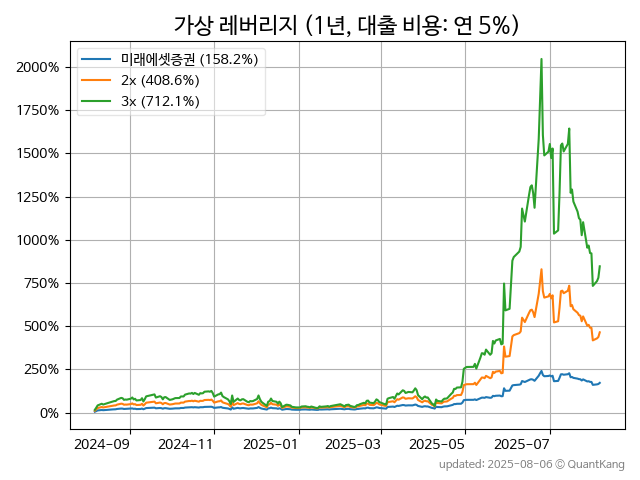 가상 레버리지 (1년, 대출 비용: 연 5%)
미래에셋증권 (158.2%)
2x (408.6%)
3x (712.1%)
2000%
1750%
1500%
1250%
1000%
750%
500%
250%
0%
2024-09 2024-11 2025-01 2025-03 2025-05 2025-07
updated: 2025-08-06 © QuantKang